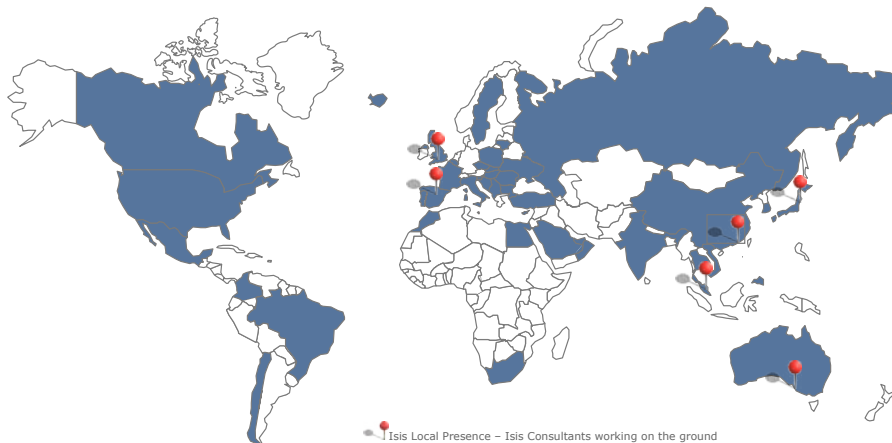 Isis Local Presence – Isis Consultants working on the ground